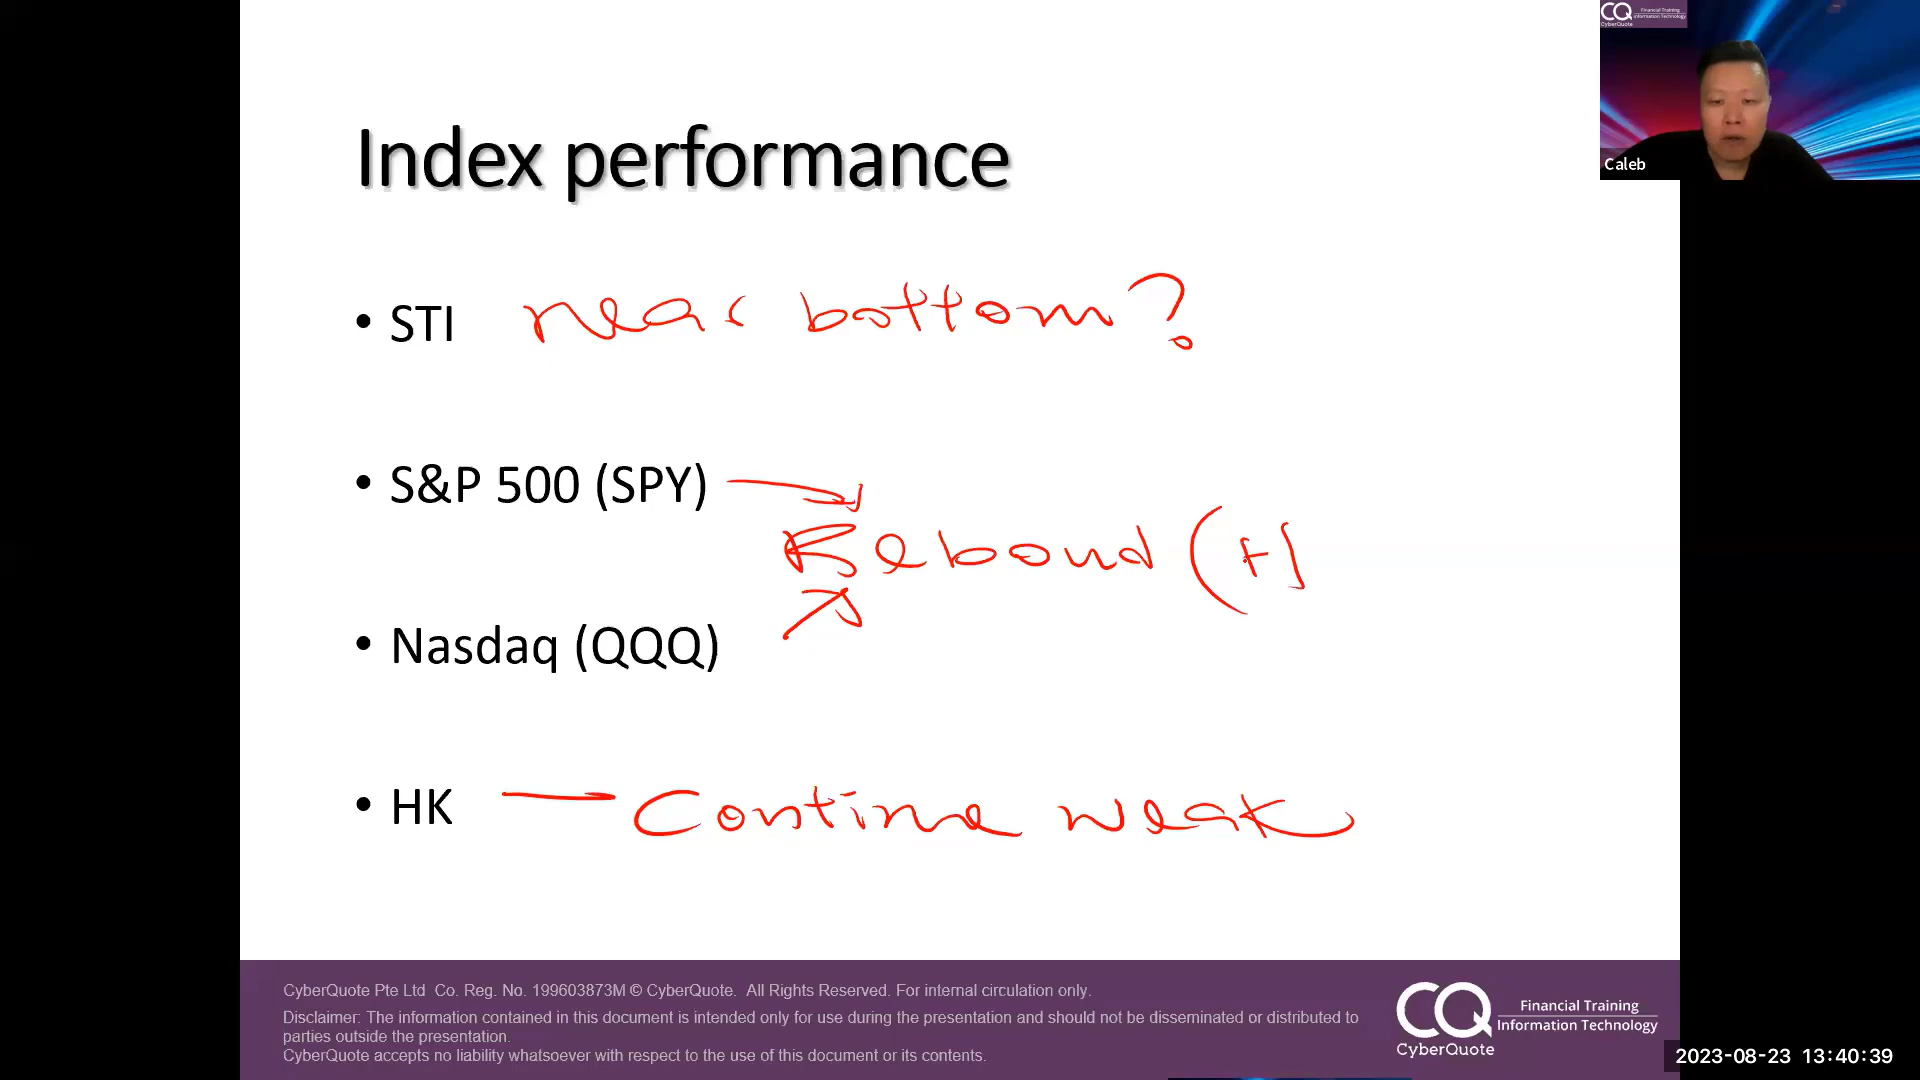 CQ Financial Training
CyberQuote Information Technology
Caleb
Index performance
• STI near bottom?
• S&P 500 (SPY)
Rebound (+)
• Nasdaq (QQQ)
• HK — Continue weak
CyberQuote Pte Ltd Co. Reg. No. 199603873M © CyberQuote. All Rights Reserved. For internal circulation only.
Disclaimer: The information contained in this document is intended only for use during the presentation and should not be disseminated or distributed to
parties outside the presentation.
CyberQuote accepts no liability whatsoever with respect to the use of this document or its contents.
CQ Financial Training
Information Technology
CyberQuote
2023-08-23 13:40:39